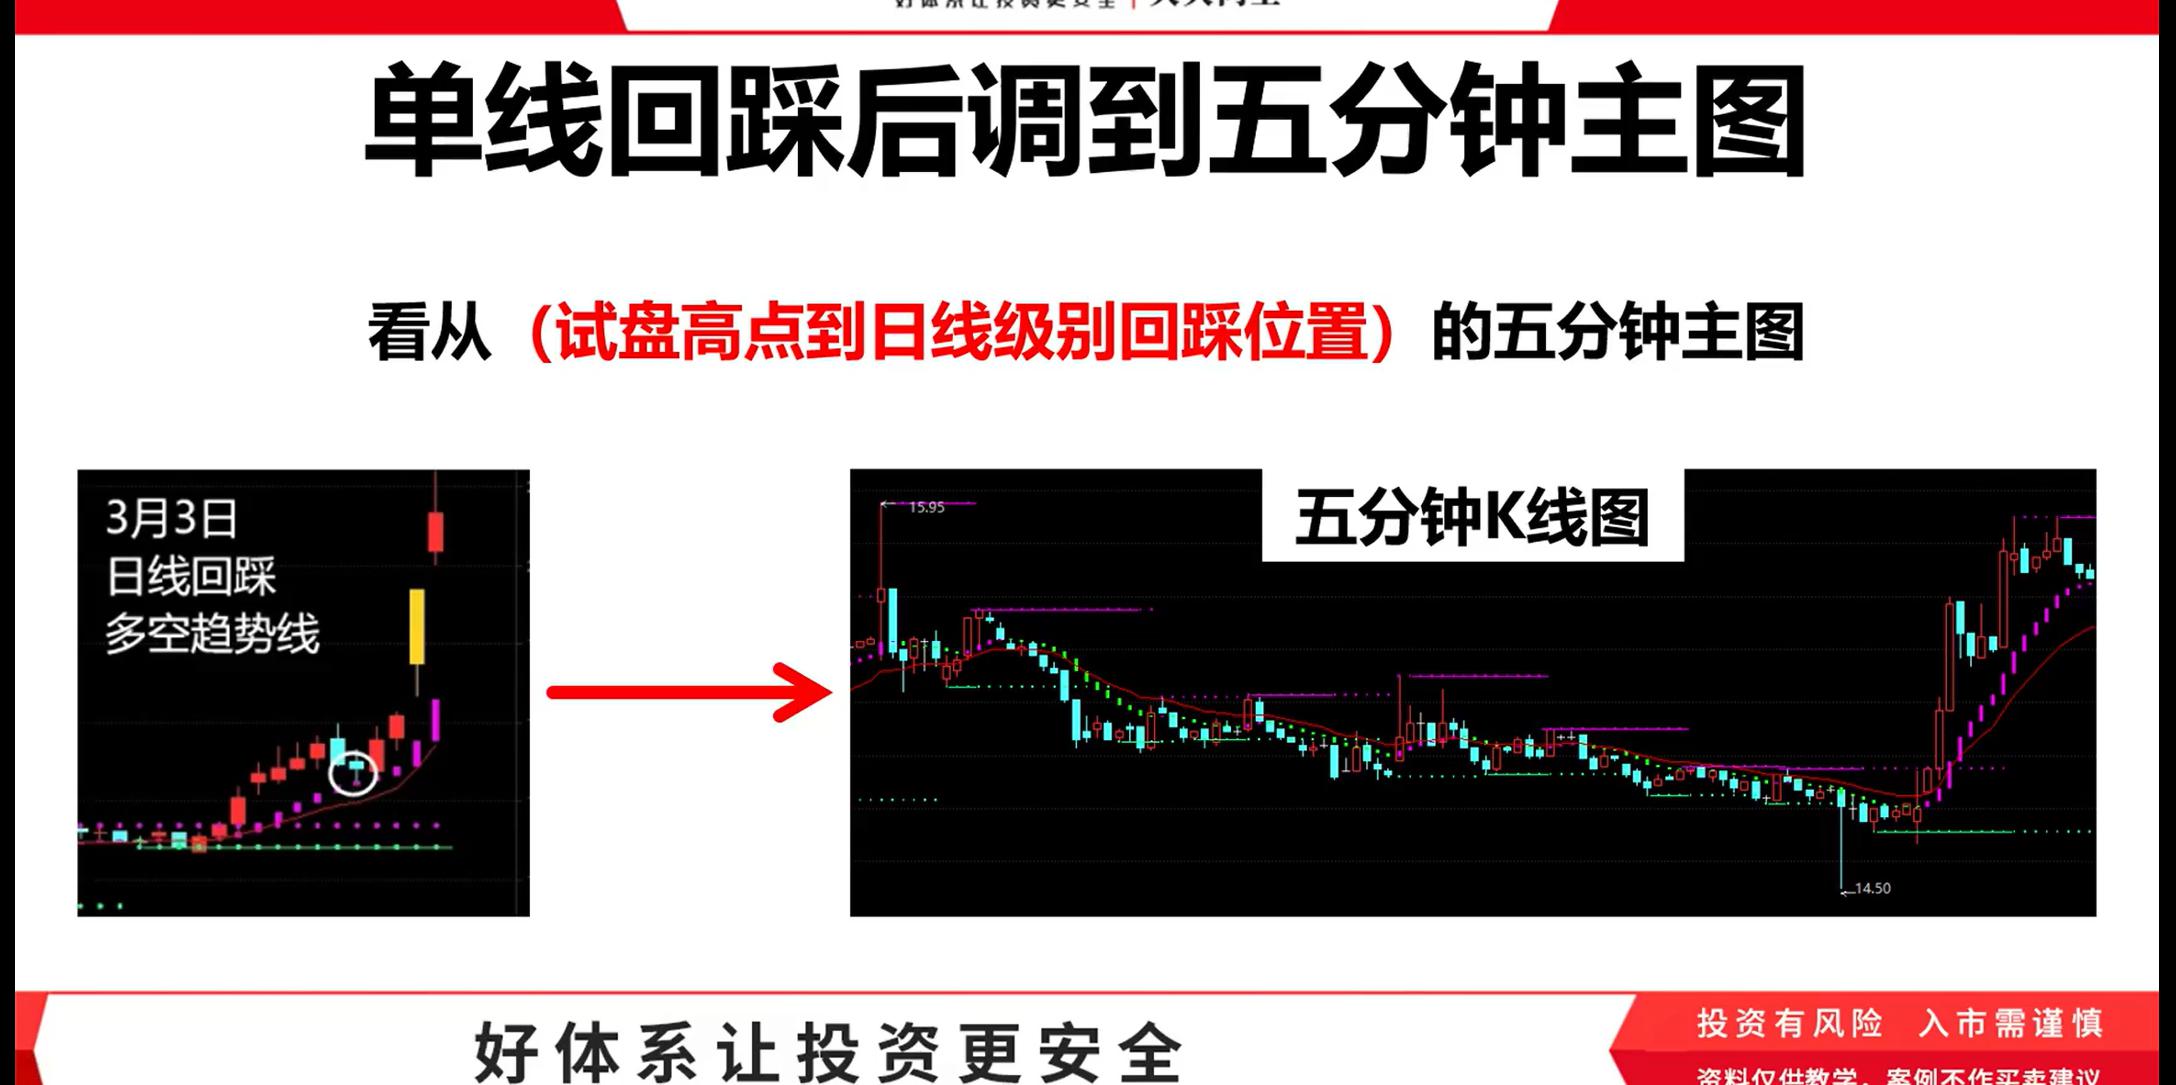 好体系让投资更安全
单线回踩后调到五分钟主图
看从（试盘高点到日线级别回踩位置）的五分钟主图
3月3日
日线回踩
多空趋势线
五分钟K线图
15.95
14.50
好体系让投资更安全
投资有风险 入市需谨慎
资料仅供教学，案例不作买卖建议